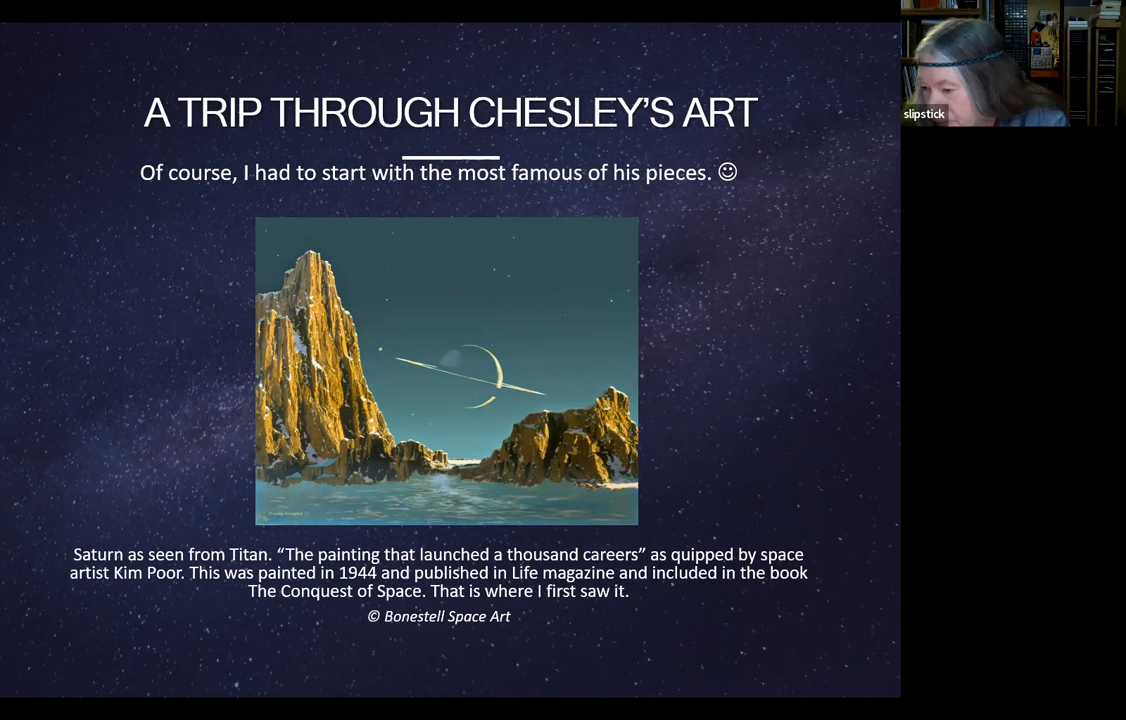 A TRIP THROUGH CHESLEY'S ART
Of course, I had to start with the most famous of his pieces. ☺
Saturn as seen from Titan. “The painting that launched a thousand careers” as quipped by space
artist Kim Poor. This was painted in 1944 and published in Life magazine and included in the book
The Conquest of Space. That is where I first saw it.
© Bonestell Space Art
slipstick